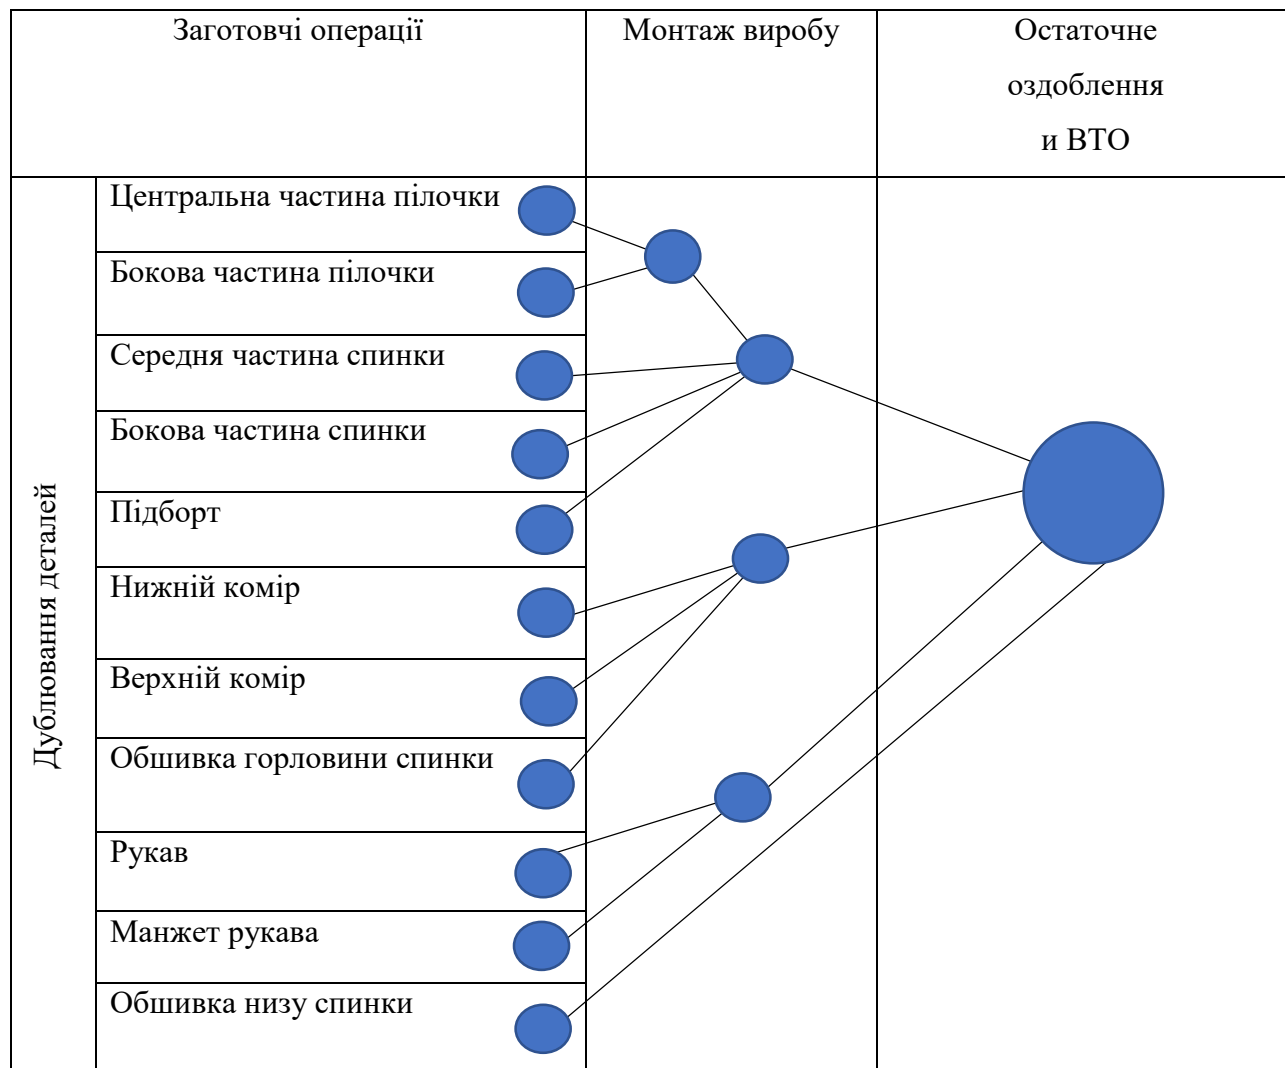 Заготовчі операції
Монтаж виробу
Остаточне
оздоблення
и ВТО
Дублювання деталей
Центральна частина пілочки
Бокова частина пілочки
Середня частина спинки
Бокова частина спинки
Підборт
Нижній комір
Верхній комір
Обшивка горловини спинки
Рукав
Манжет рукава
Обшивка низу спинки